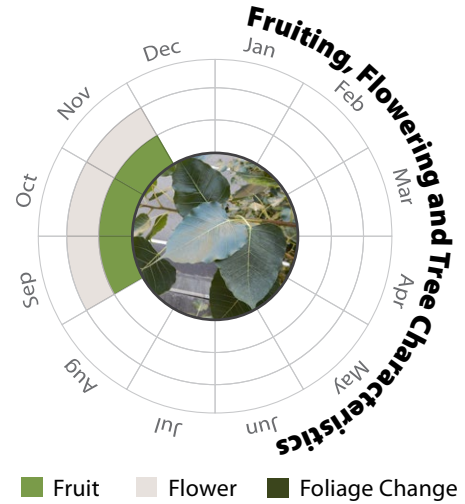 Fruiting, Flowering and Tree Characteristics
Jan
Feb
Mar
Apr
May
Jun
Jul
Aug
Sep
Oct
Nov
Dec
Fruit
Flower
Foliage Change